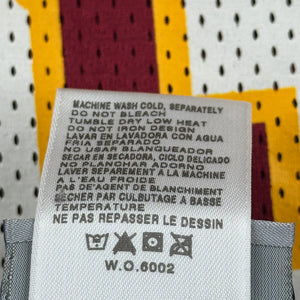 MACHINE WASH COLD, SEPARATELY
DO NOT BLEACH
TUMBLE DRY LOW HEAT
DO NOT IRON DESIGN
LAVAR EN LAVADORA CON AGUA
FRIA SEPARADO
NO USAR BLANQUEADOR
SECAR EN SECADORA, CICLO DELICADO
NO PLANCHAR ADORNO
LAVER SEPAREMENT A LA MACHINE
A L'EAU FROIDE
PAS DE'AGENT DE BLANCHIMENT
SECHER PAR CULBUTAGE A BASSE
TEMPERATURE
NE PAS REPASSER LE DESSIN
W.O.6002